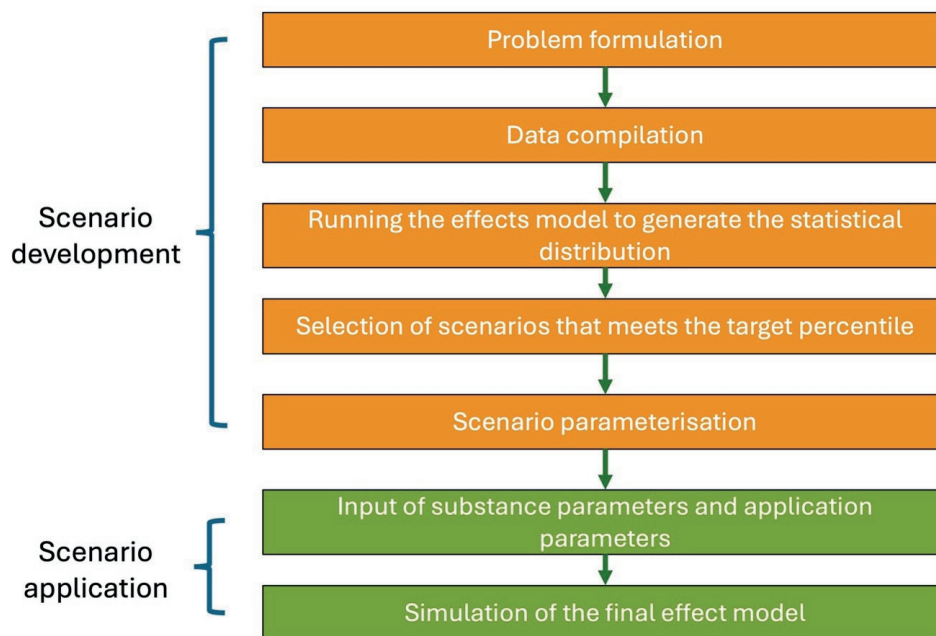 Problem formulation
Data compilation
Running the effects model to generate the statistical
distribution
Selection of scenarios that meets the target percentile
Scenario parameterisation
Scenario
development
Input of substance parameters and application
parameters
Simulation of the final effect model
Scenario
application